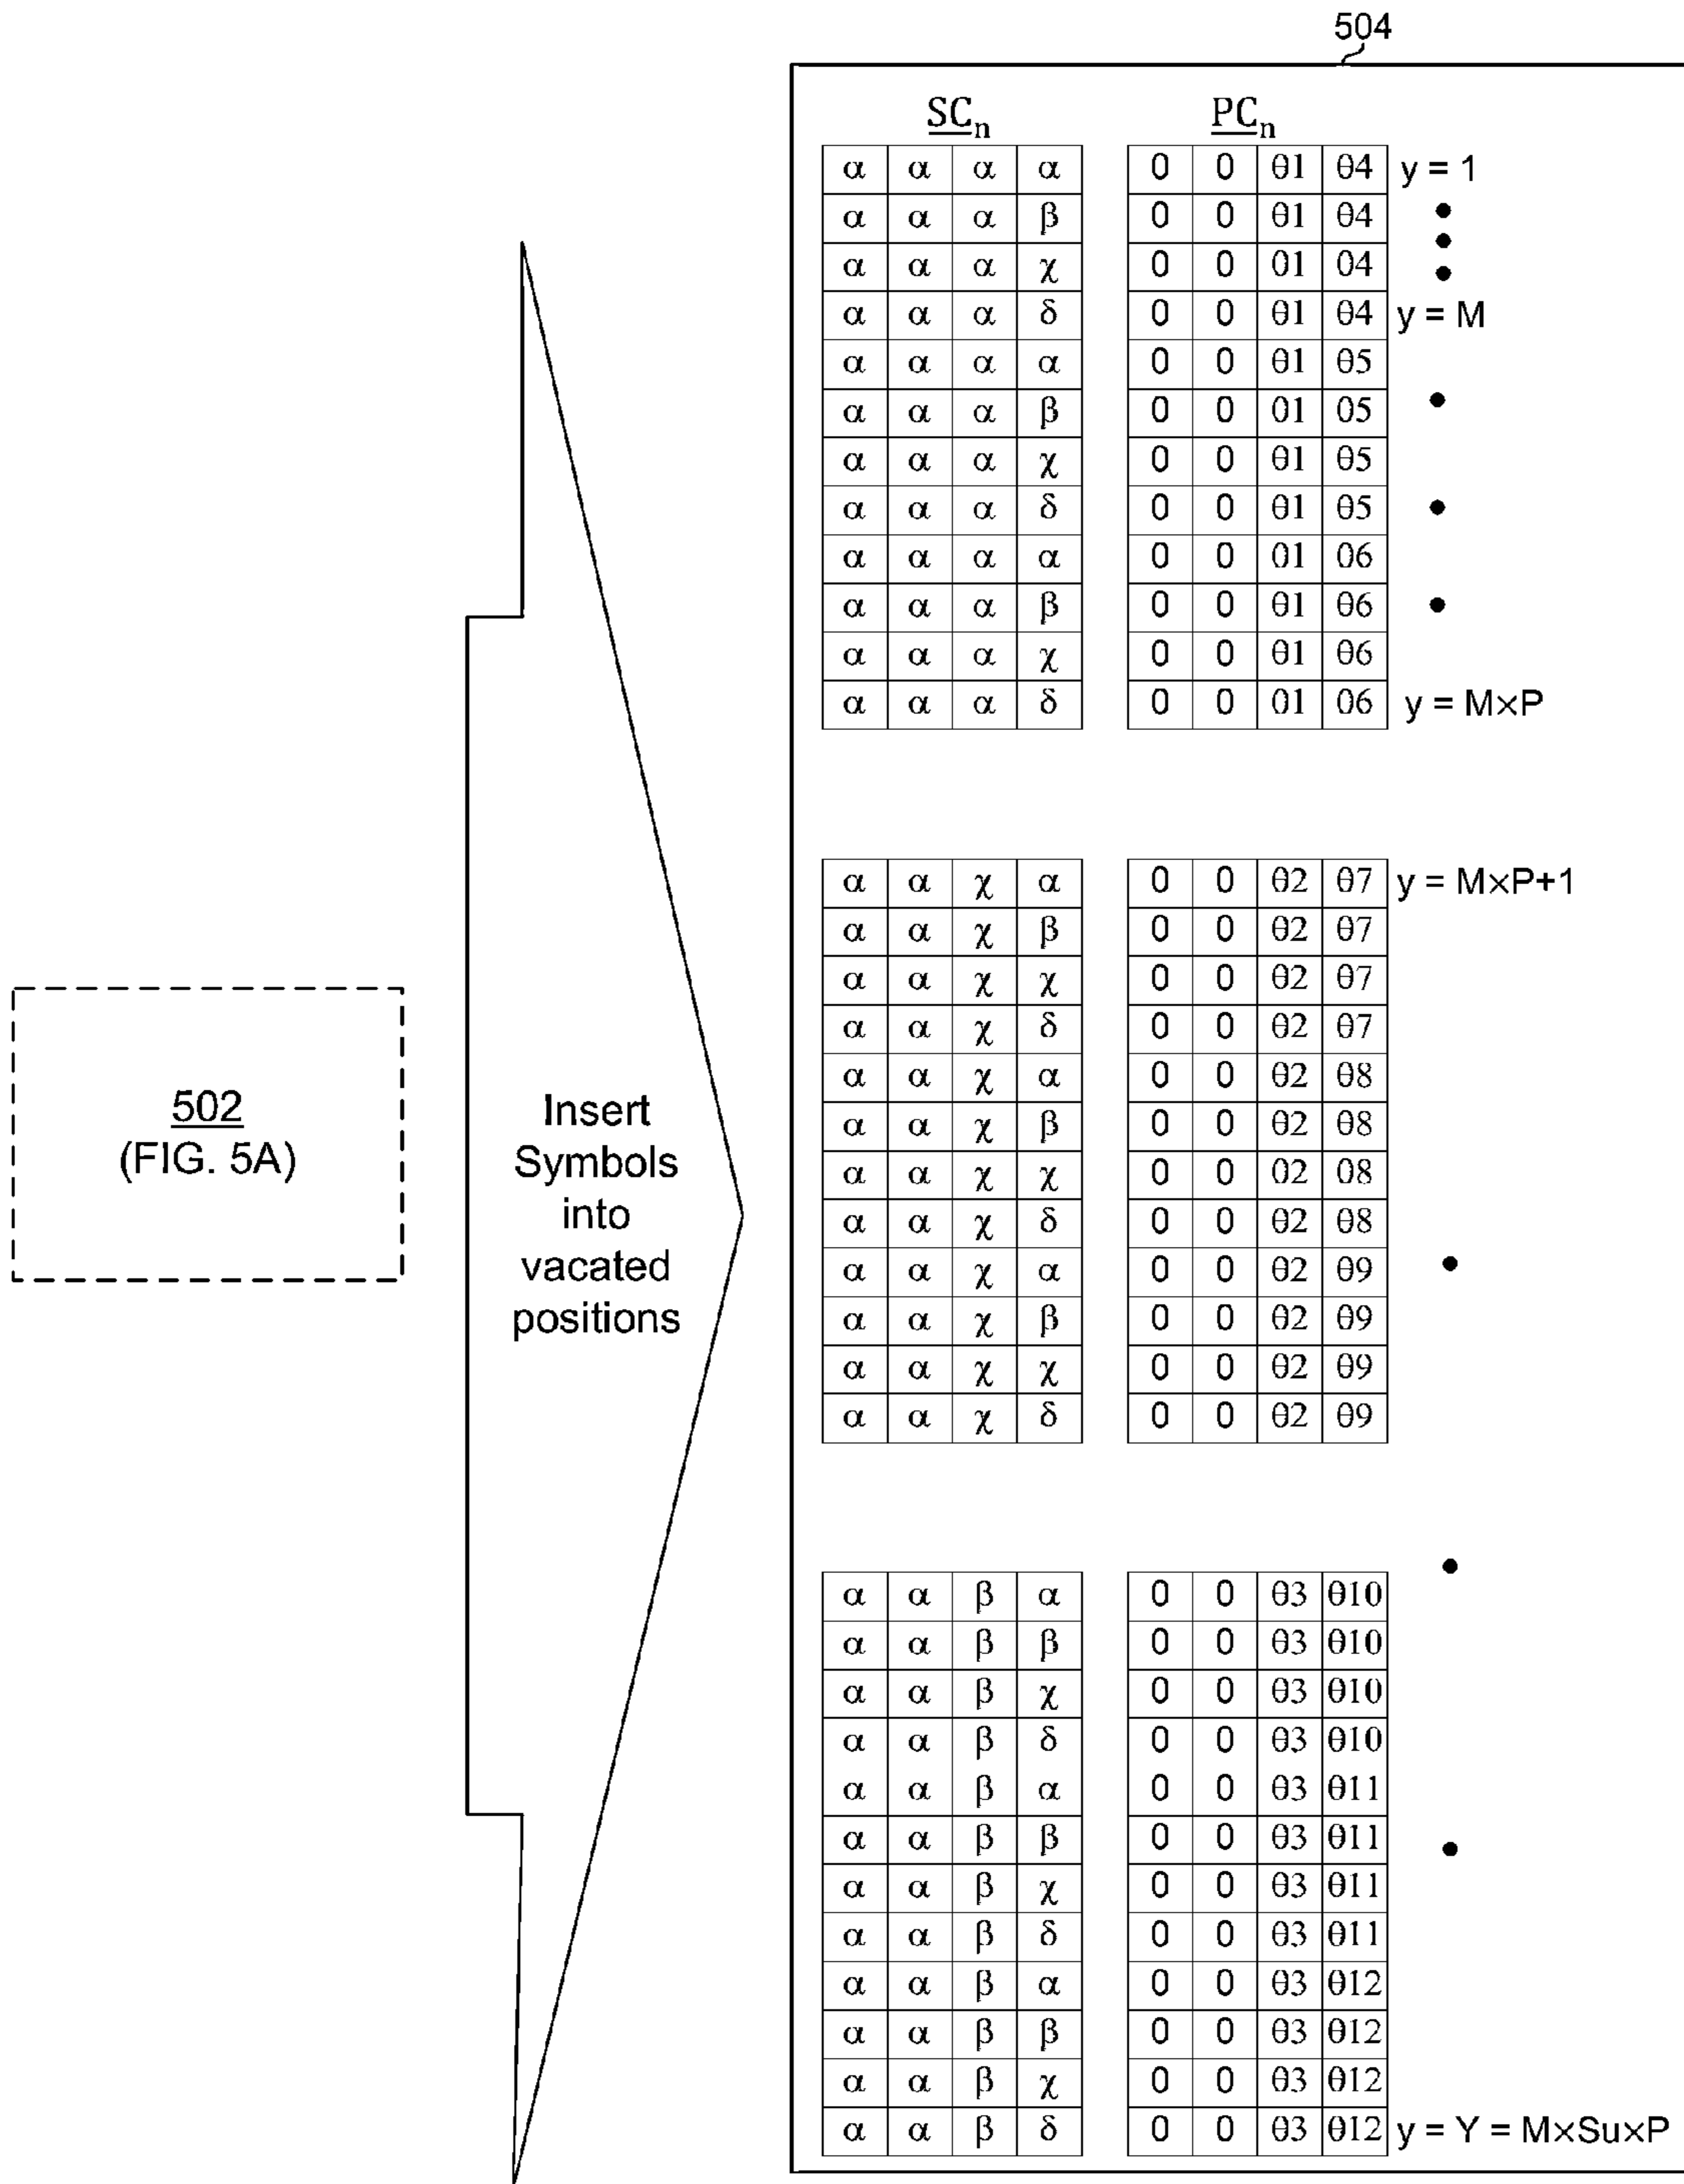 504
502
(FIG. 5A)
Insert
Symbols
into
vacated
positions
SCn PCn
α α α α 0 0 θ1 θ4 y = 1
α α α β 0 0 θ1 θ4
α α α χ 0 0 θ1 θ4
α α α δ 0 0 θ1 θ4 y = M
α α α α 0 0 θ1 θ5
α α α β 0 0 θ1 θ5
α α α χ 0 0 θ1 θ5
α α α δ 0 0 θ1 θ5
α α α α 0 0 θ1 θ6
α α α β 0 0 θ1 θ6
α α α χ 0 0 θ1 θ6
α α α δ 0 0 θ1 θ6 y = M×P
α α χ α 0 0 θ2 θ7 y = M×P+1
α α χ β 0 0 θ2 θ7
α α χ χ 0 0 θ2 θ7
α α χ δ 0 0 θ2 θ7
α α χ α 0 0 θ2 θ8
α α χ β 0 0 θ2 θ8
α α χ χ 0 0 θ2 θ8
α α χ δ 0 0 θ2 θ8
α α χ α 0 0 θ2 θ9
α α χ β 0 0 θ2 θ9
α α χ χ 0 0 θ2 θ9
α α χ δ 0 0 θ2 θ9
α α β α 0 0 θ3 θ10
α α β β 0 0 θ3 θ10
α α β χ 0 0 θ3 θ10
α α β δ 0 0 θ3 θ10
α α β α 0 0 θ3 θ11
α α β β 0 0 θ3 θ11
α α β χ 0 0 θ3 θ11
α α β δ 0 0 θ3 θ11
α α β α 0 0 θ3 θ12
α α β β 0 0 θ3 θ12
α α β χ 0 0 θ3 θ12
α α β δ 0 0 θ3 θ12 y = Y = M×Su×P